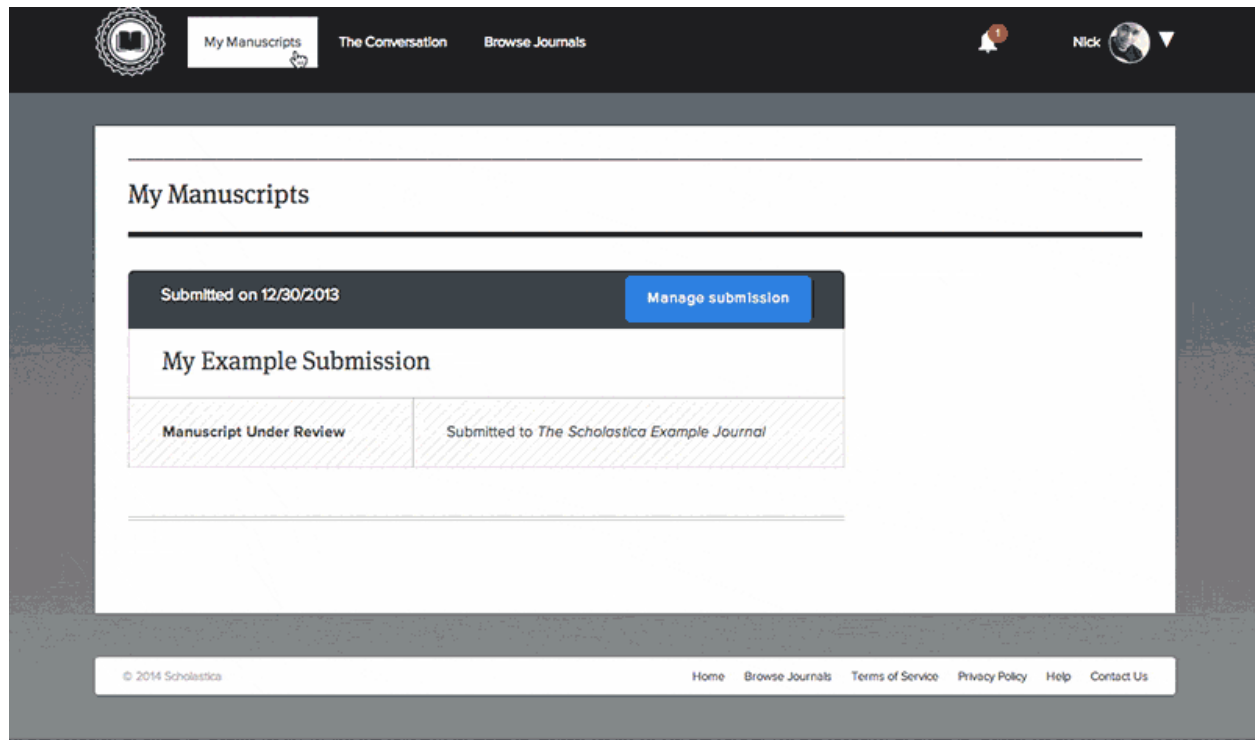 My Manuscripts The Conversation Browse Journals 1 Nick
My Manuscripts
Submitted on 12/30/2013 Manage submission
My Example Submission
Manuscript Under Review Submitted to The Scholastica Example Journal
© 2014 Scholastica Home Browse Journals Terms of Service Privacy Policy Help Contact Us